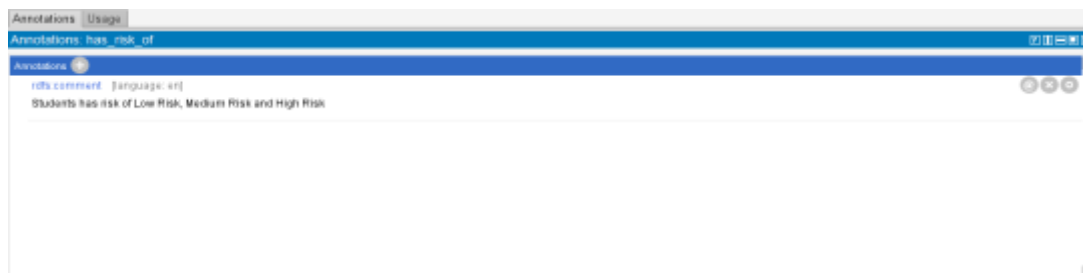 Annotations Usage
Annotations: has_risk_of
Annotations
rdfs:comment [language: en]
Students has risk of Low Risk, Medium Risk and High Risk